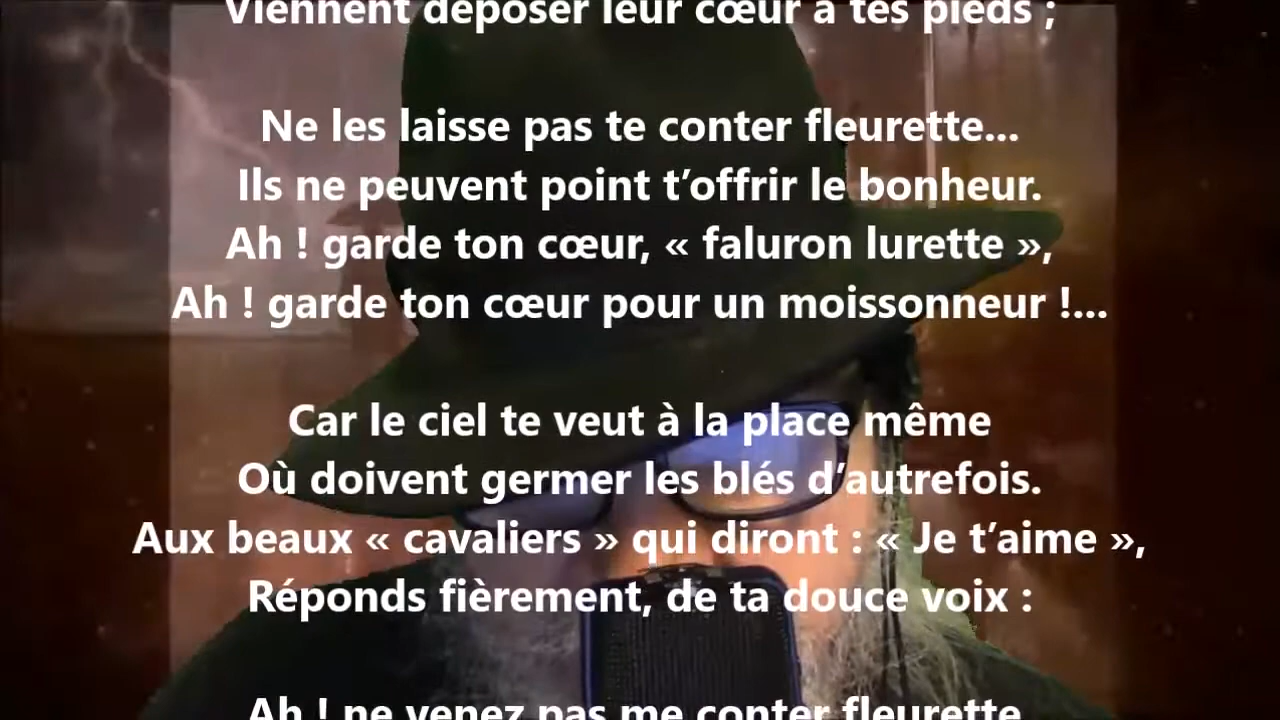 Viennent déposer leur cœur à tes pieds ;
Ne les laisse pas te conter fleurette...
Ils ne peuvent point t’offrir le bonheur.
Ah ! garde ton cœur, « faluron lurette »,
Ah ! garde ton cœur pour un moissonneur !...
Car le ciel te veut à la place même
Où doivent germer les blés d’autrefois.
Aux beaux « cavaliers » qui diront : « Je t’aime »,
Réponds fièrement, de ta douce voix :
Ah ! ne venez pas me conter fleurette